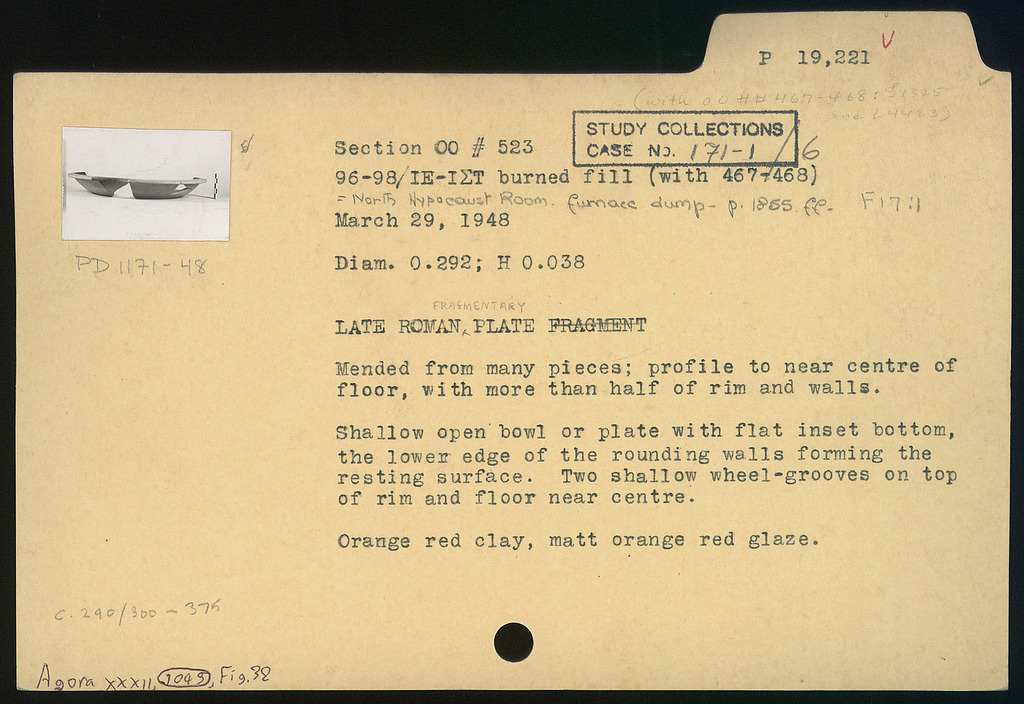 P 19,221 V
(with OO ## 467-468: S1325
and L4423)
STUDY COLLECTIONS
CASE No. 171-1/6
Section OO # 523
96-98/IE-IΣT burned fill (with 467-468)
= North Hypocaust Room. furnace dump - p. 1855 ff. F17:1
March 29, 1948
PD 1171-48
Diam. 0.292; H 0.038
FRAGMENTARY
LATE ROMAN, PLATE FRAGMENT
Mended from many pieces; profile to near centre of
floor, with more than half of rim and walls.
Shallow open bowl or plate with flat inset bottom,
the lower edge of the rounding walls forming the
resting surface. Two shallow wheel-grooves on top
of rim and floor near centre.
Orange red clay, matt orange red glaze.
C. 290/300 - 375
Agora XXXII, 1045, Fig. 32